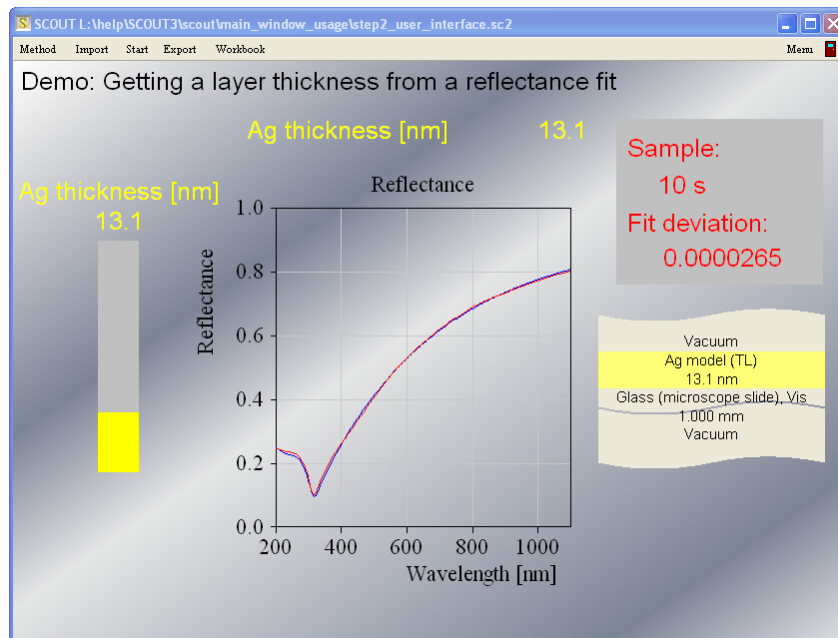 SCOUT L:\help\SCOUT3\scout\main_window_usage\step2_user_interface.sc2
Method Import Start Export Workbook Menu
Demo: Getting a layer thickness from a reflectance fit
Ag thickness [nm] 13.1
Ag thickness [nm]
13.1
Reflectance
Reflectance
1.0
0.8
0.6
0.4
0.2
0.0
200 400 600 800 1000
Wavelength [nm]
Sample:
10 s
Fit deviation:
0.0000265
Vacuum
Ag model (TL)
13.1 nm
Glass (microscope slide), Vis
1.000 mm
Vacuum